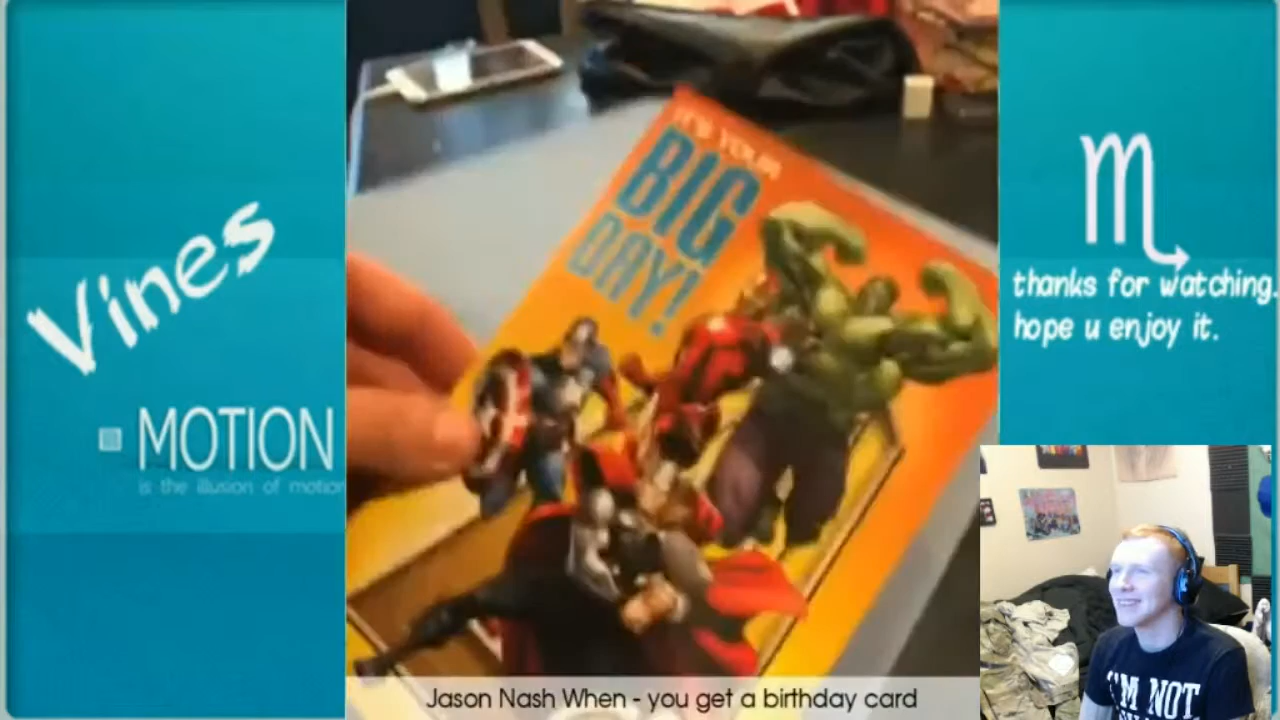 Vines
MOTION
is the illusion of motion
IT'S YOUR
BIG
DAY!
thanks for watching.
hope u enjoy it.
Jason Nash When - you get a birthday card
I'M NOT